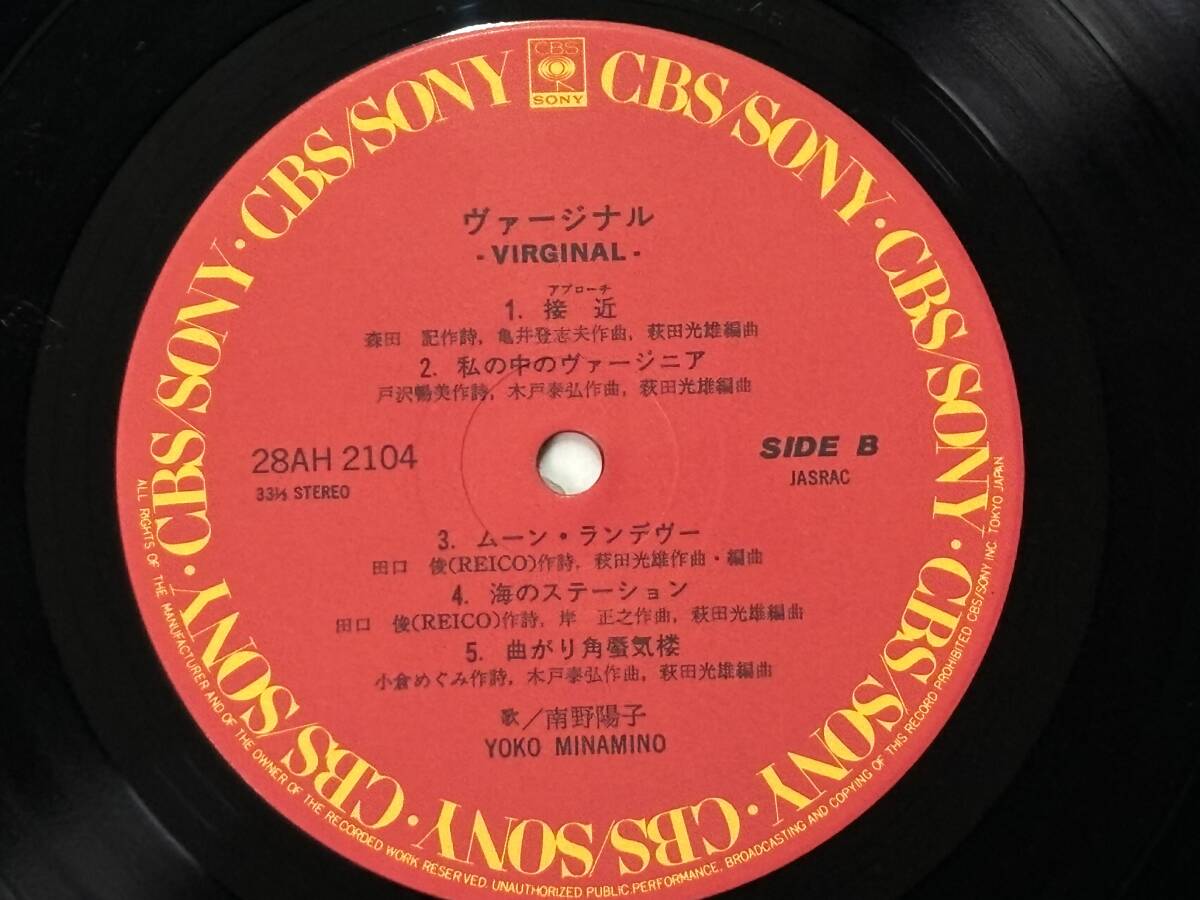 CBS
SONY
CBS/SONY · CBS/SONY · CBS/SONY · CBS/SONY · CBS/SONY · CBS/SONY · CBS/SONY · CBS/SONY · CBS/SONY · CBS/SONY
ヴァージナル
- VIRGINAL -
アプローチ
1. 接近
森田 記作詩, 亀井登志夫作曲, 萩田光雄編曲
2. 私の中のヴァージニア
戸沢暢美作詩, 木戸泰弘作曲, 萩田光雄編曲
28AH 2104
33⅓ STEREO
SIDE B
JASRAC
3. ムーン・ランデヴー
田口 俊(REICO)作詩, 萩田光雄作曲・編曲
4. 海のステーション
田口 俊(REICO)作詩, 岸 正之作曲, 萩田光雄編曲
5. 曲がり角蜃気楼
小倉めぐみ作詩, 木戸泰弘作曲, 萩田光雄編曲
歌／南野陽子
YOKO MINAMINO
ALL RIGHTS OF THE MANUFACTURER AND OF THE OWNER OF THE RECORDED WORK RESERVED. UNAUTHORIZED PUBLIC PERFORMANCE, BROADCASTING AND COPYING OF THIS RECORD PROHIBITED CBS/SONY INC. TOKYO JAPAN